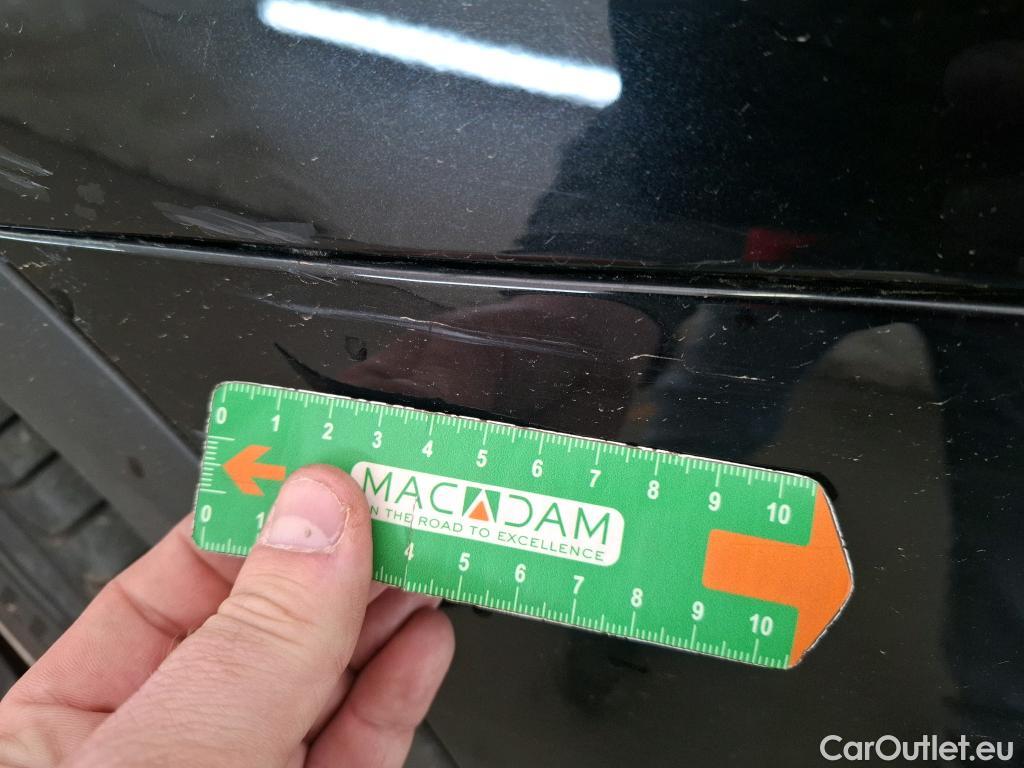 0 1 2 3 4 5 6 7 8 9 10
MACADAM
N THE ROAD TO EXCELLENCE
0 1 4 5 6 7 8 9 10
CarOutlet.eu